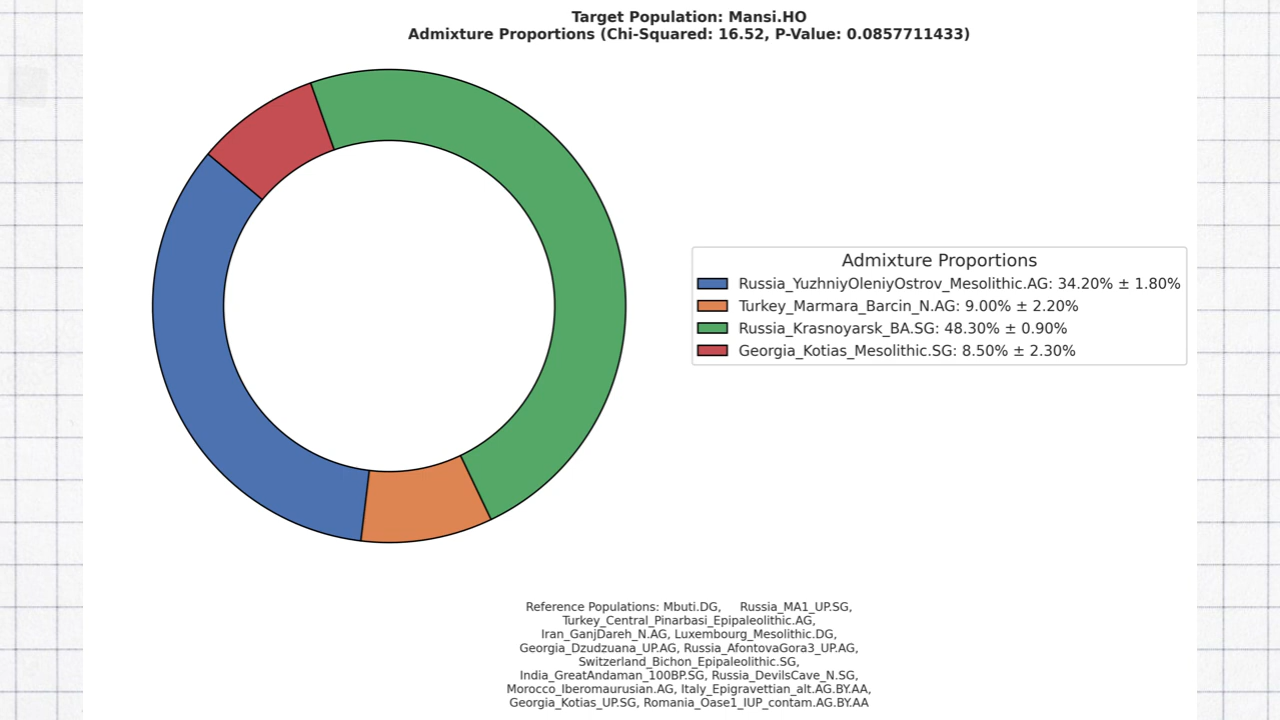 Target Population: Mansi.HO
Admixture Proportions (Chi-Squared: 16.52, P-Value: 0.0857711433)
Admixture Proportions
Russia_YuzhniyOleniyOstrov_Mesolithic.AG: 34.20% ± 1.80%
Turkey_Marmara_Barcin_N.AG: 9.00% ± 2.20%
Russia_Krasnoyarsk_BA.SG: 48.30% ± 0.90%
Georgia_Kotias_Mesolithic.SG: 8.50% ± 2.30%
Reference Populations: Mbuti.DG, Russia_MA1_UP.SG,
Turkey_Central_Pinarbasi_Epipaleolithic.AG,
Iran_GanjDareh_N.AG, Luxembourg_Mesolithic.DG,
Georgia_Dzudzuana_UP.AG, Russia_AfontovaGora3_UP.AG,
Switzerland_Bichon_Epipaleolithic.SG,
India_GreatAndaman_100BP.SG, Russia_DevilsCave_N.SG,
Morocco_Iberomaurusian.AG, Italy_Epigravettian_alt.AG.BY.AA,
Georgia_Kotias_UP.SG, Romania_Oase1_IUP_contam.AG.BY.AA